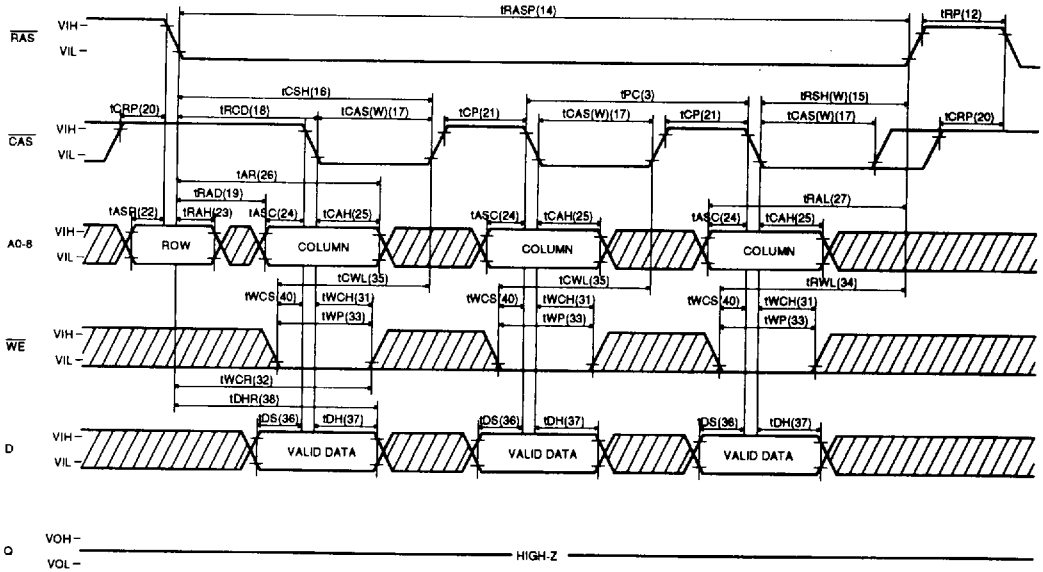 tRASP(14)
tRP(12)
RAS
VIH
VIL
tCSH(16)
tPC(3)
tRSH(W)(15)
tCRP(20)
tRCD(18)
tCAS(W)(17)
tCP(21)
tCAS(W)(17)
tCP(21)
tCAS(W)(17)
tCRP(20)
CAS
VIH
VIL
tAR(26)
tRAD(19)
tRAL(27)
tASR(22)
tRAH(23)
tASC(24)
tCAH(25)
tASC(24)
tCAH(25)
tASC(24)
tCAH(25)
A0-8
VIH
VIL
ROW
COLUMN
COLUMN
COLUMN
tCWL(35)
tCWL(35)
tRWL(34)
tWCS(40)
tWCH(31)
tWCS(40)
tWCH(31)
tWCS(40)
tWCH(31)
tWP(33)
tWP(33)
tWP(33)
WE
VIH
VIL
tWCR(32)
tDHR(38)
tDS(36)
tDH(37)
tDS(36)
tDH(37)
tDS(36)
tDH(37)
D
VIH
VIL
VALID DATA
VALID DATA
VALID DATA
Q
VOH
VOL
HIGH-Z